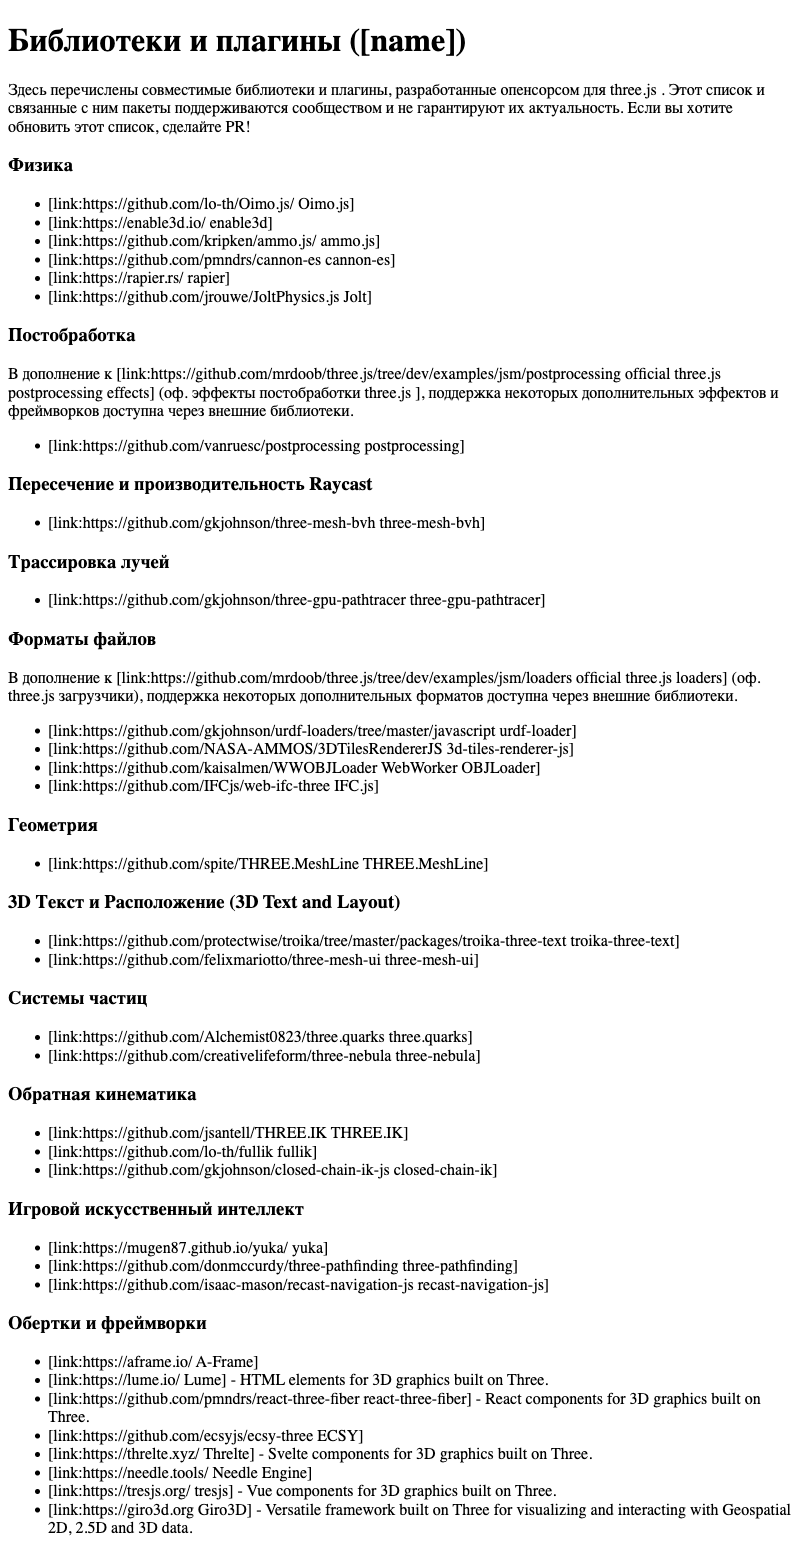 Библиотеки и плагины ([name])
Здесь перечислены совместимые библиотеки и плагины, разработанные опенсорсом для three.js . Этот список и
связанные с ним пакеты поддерживаются сообществом и не гарантируют их актуальность. Если вы хотите
обновить этот список, сделайте PR!
Физика
• [link:https://github.com/lo-th/Oimo.js/ Oimo.js]
• [link:https://enable3d.io/ enable3d]
• [link:https://github.com/kripken/ammo.js/ ammo.js]
• [link:https://github.com/pmndrs/cannon-es cannon-es]
• [link:https://rapier.rs/ rapier]
• [link:https://github.com/jrouwe/JoltPhysics.js Jolt]
Постобработка
В дополнение к [link:https://github.com/mrdoob/three.js/tree/dev/examples/jsm/postprocessing official three.js
postprocessing effects] (оф. эффекты постобработки three.js ], поддержка некоторых дополнительных эффектов и
фреймворков доступна через внешние библиотеки.
• [link:https://github.com/vanruesc/postprocessing postprocessing]
Пересечение и производительность Raycast
• [link:https://github.com/gkjohnson/three-mesh-bvh three-mesh-bvh]
Трассировка лучей
• [link:https://github.com/gkjohnson/three-gpu-pathtracer three-gpu-pathtracer]
Форматы файлов
В дополнение к [link:https://github.com/mrdoob/three.js/tree/dev/examples/jsm/loaders official three.js loaders] (оф.
three.js загрузчики), поддержка некоторых дополнительных форматов доступна через внешние библиотеки.
• [link:https://github.com/gkjohnson/urdf-loaders/tree/master/javascript urdf-loader]
• [link:https://github.com/NASA-AMMOS/3DTilesRendererJS 3d-tiles-renderer-js]
• [link:https://github.com/kaisalmen/WWOBJLoader WebWorker OBJLoader]
• [link:https://github.com/IFCjs/web-ifc-three IFC.js]
Геометрия
• [link:https://github.com/spite/THREE.MeshLine THREE.MeshLine]
3D Текст и Расположение (3D Text and Layout)
• [link:https://github.com/protectwise/troika/tree/master/packages/troika-three-text troika-three-text]
• [link:https://github.com/felixmariotto/three-mesh-ui three-mesh-ui]
Системы частиц
• [link:https://github.com/Alchemist0823/three.quarks three.quarks]
• [link:https://github.com/creativelifeform/three-nebula three-nebula]
Обратная кинематика
• [link:https://github.com/jsantell/THREE.IK THREE.IK]
• [link:https://github.com/lo-th/fullik fullik]
• [link:https://github.com/gkjohnson/closed-chain-ik-js closed-chain-ik]
Игровой искусственный интеллект
• [link:https://mugen87.github.io/yuka/ yuka]
• [link:https://github.com/donmccurdy/three-pathfinding three-pathfinding]
• [link:https://github.com/isaac-mason/recast-navigation-js recast-navigation-js]
Обертки и фреймворки
• [link:https://aframe.io/ A-Frame]
• [link:https://lume.io/ Lume] - HTML elements for 3D graphics built on Three.
• [link:https://github.com/pmndrs/react-three-fiber react-three-fiber] - React components for 3D graphics built on
Three.
• [link:https://github.com/ecsyjs/ecsy-three ECSY]
• [link:https://threlte.xyz/ Threlte] - Svelte components for 3D graphics built on Three.
• [link:https://needle.tools/ Needle Engine]
• [link:https://tresjs.org/ tresjs] - Vue components for 3D graphics built on Three.
• [link:https://giro3d.org Giro3D] - Versatile framework built on Three for visualizing and interacting with Geospatial
2D, 2.5D and 3D data.